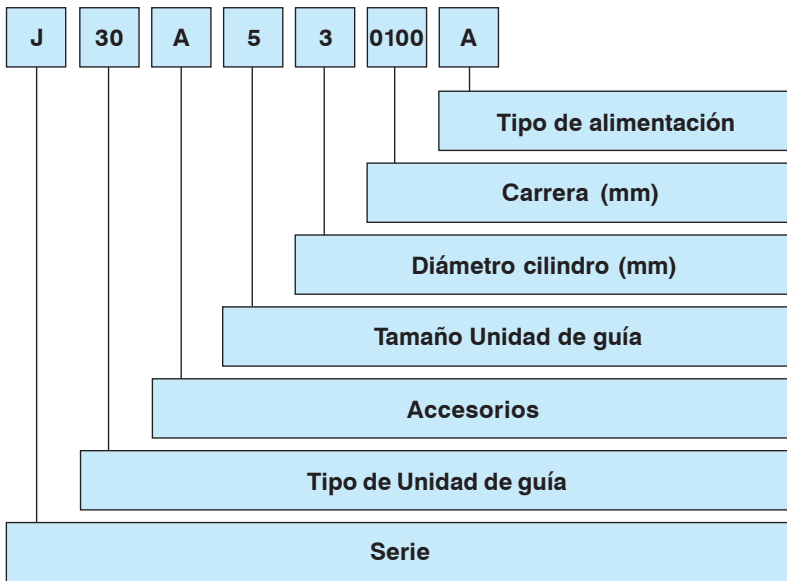 J 30 A 5 3 0100 A
Tipo de alimentación
Carrera (mm)
Diámetro cilindro (mm)
Tamaño Unidad de guía
Accesorios
Tipo de Unidad de guía
Serie